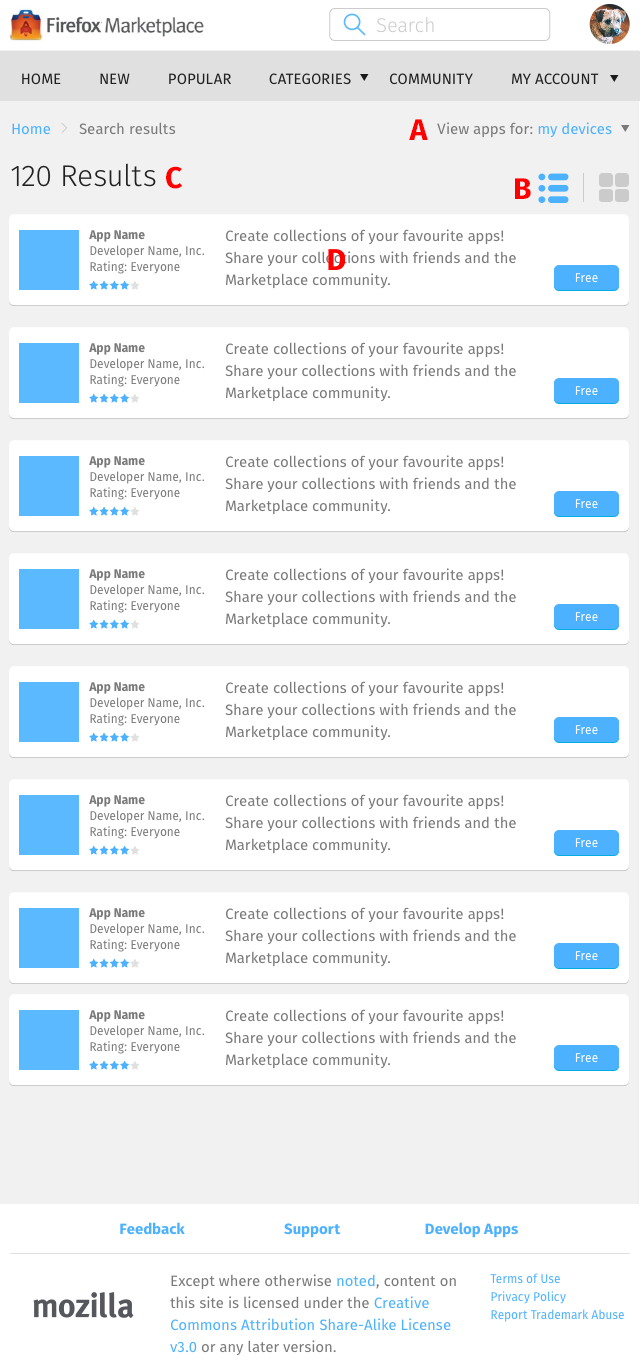 Firefox Marketplace
Search
HOME NEW POPULAR CATEGORIES COMMUNITY MY ACCOUNT
Home Search results
A View apps for: my devices
120 Results C
B
App Name
Developer Name, Inc.
Rating: Everyone
Create collections of your favourite apps!
Share your collections with friends and the
Marketplace community.
D
Free
App Name
Developer Name, Inc.
Rating: Everyone
Create collections of your favourite apps!
Share your collections with friends and the
Marketplace community.
Free
App Name
Developer Name, Inc.
Rating: Everyone
Create collections of your favourite apps!
Share your collections with friends and the
Marketplace community.
Free
App Name
Developer Name, Inc.
Rating: Everyone
Create collections of your favourite apps!
Share your collections with friends and the
Marketplace community.
Free
App Name
Developer Name, Inc.
Rating: Everyone
Create collections of your favourite apps!
Share your collections with friends and the
Marketplace community.
Free
App Name
Developer Name, Inc.
Rating: Everyone
Create collections of your favourite apps!
Share your collections with friends and the
Marketplace community.
Free
App Name
Developer Name, Inc.
Rating: Everyone
Create collections of your favourite apps!
Share your collections with friends and the
Marketplace community.
Free
App Name
Developer Name, Inc.
Rating: Everyone
Create collections of your favourite apps!
Share your collections with friends and the
Marketplace community.
Free
Feedback Support Develop Apps
mozilla
Except where otherwise noted, content on
this site is licensed under the Creative
Commons Attribution Share-Alike License
v3.0 or any later version.
Terms of Use
Privacy Policy
Report Trademark Abuse